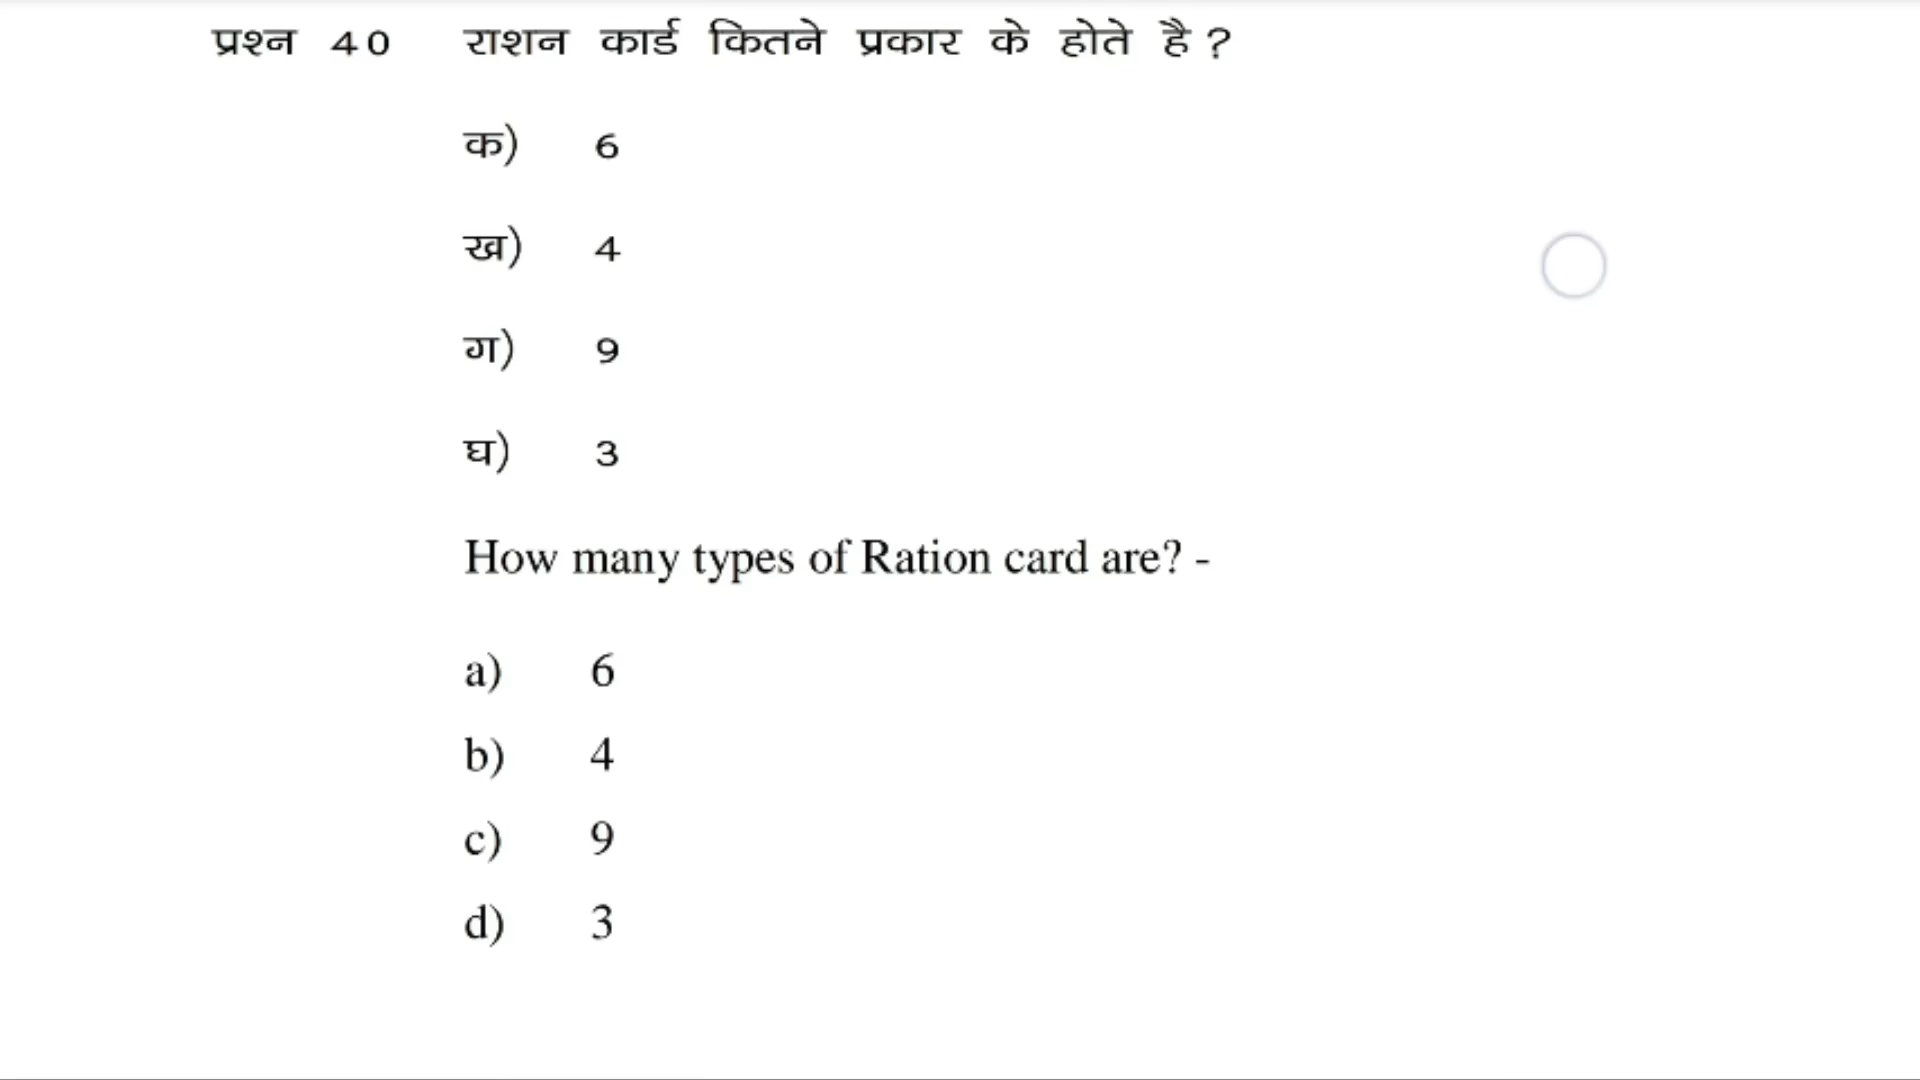 प्रश्न 40 राशन कार्ड कितने प्रकार के होते है ?
क) 6
ख) 4
ग) 9
घ) 3
How many types of Ration card are? -
a) 6
b) 4
c) 9
d) 3